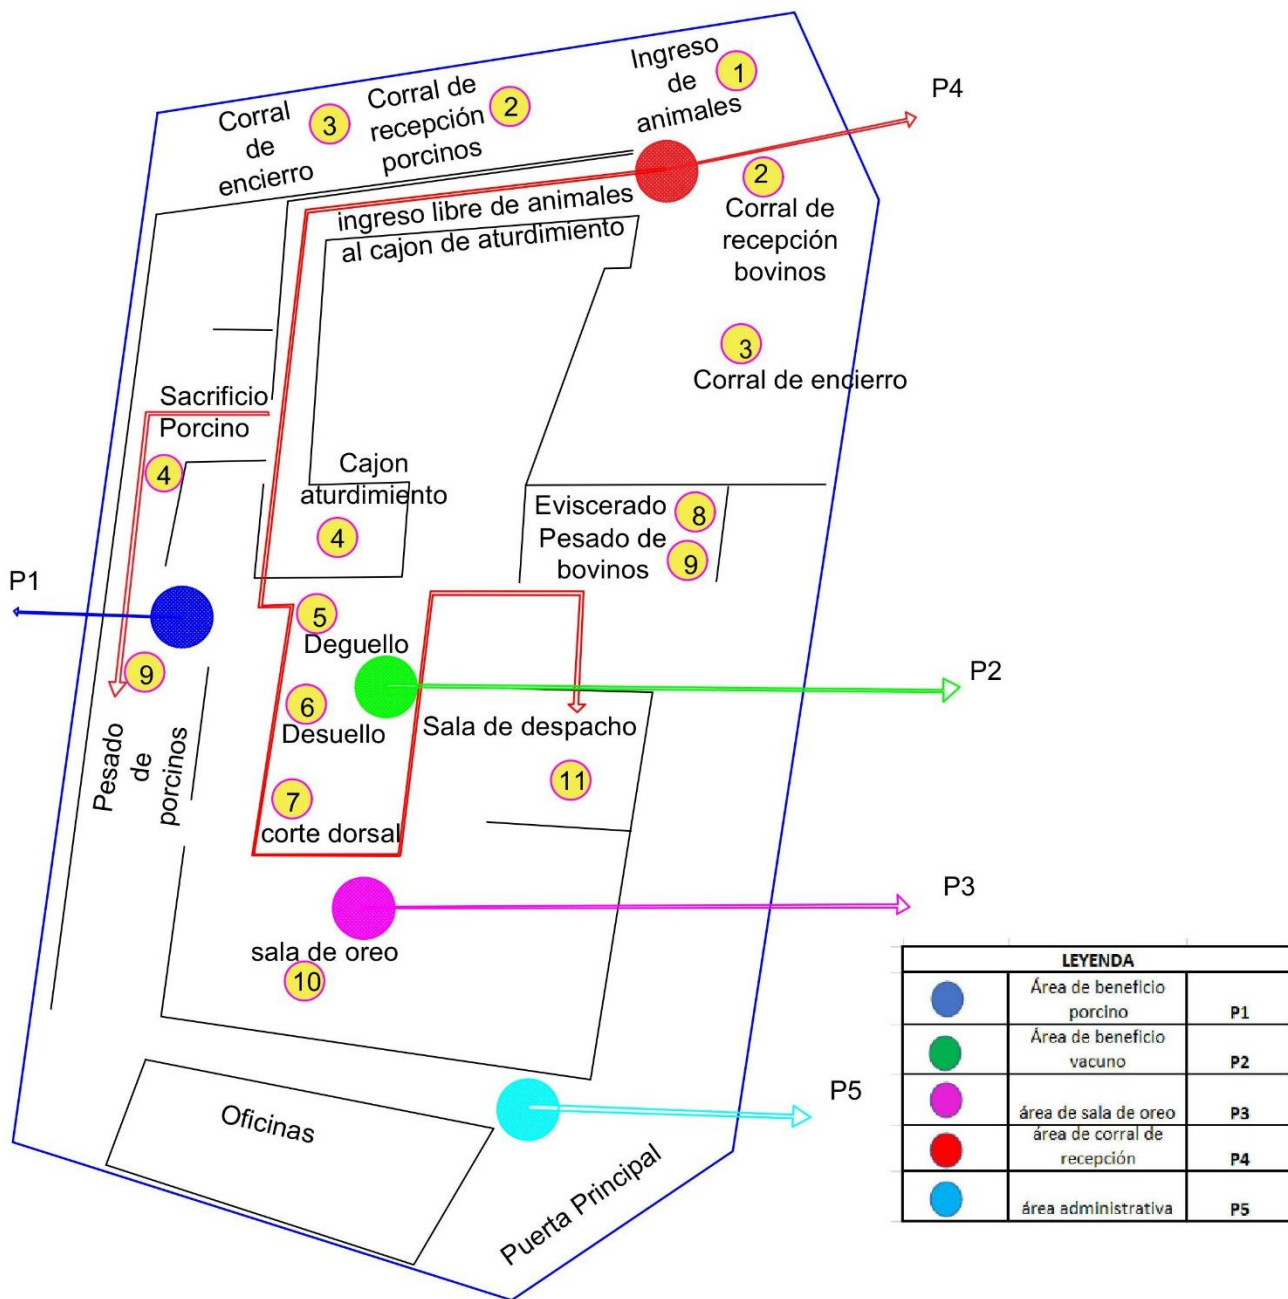 Ingreso
de
animales
1
P4
Corral de
recepción
porcinos
2
Corral
de
encierro
3
2
Corral de
recepción
bovinos
ingreso libre de animales
al cajon de aturdimiento
3
Corral de encierro
Sacrificio
Porcino
4
Cajon
aturdimiento
4
Eviscerado
8
Pesado de
bovinos
9
P1
5
Deguello
P2
9
Pesado
de
porcinos
6
Desuello
Sala de despacho
11
7
corte dorsal
P3
sala de oreo
10
P5
Oficinas
Puerta Principal
LEYENDA
Área de beneficio
porcino
P1
Área de beneficio
vacuno
P2
área de sala de oreo
P3
área de corral de
recepción
P4
área administrativa
P5